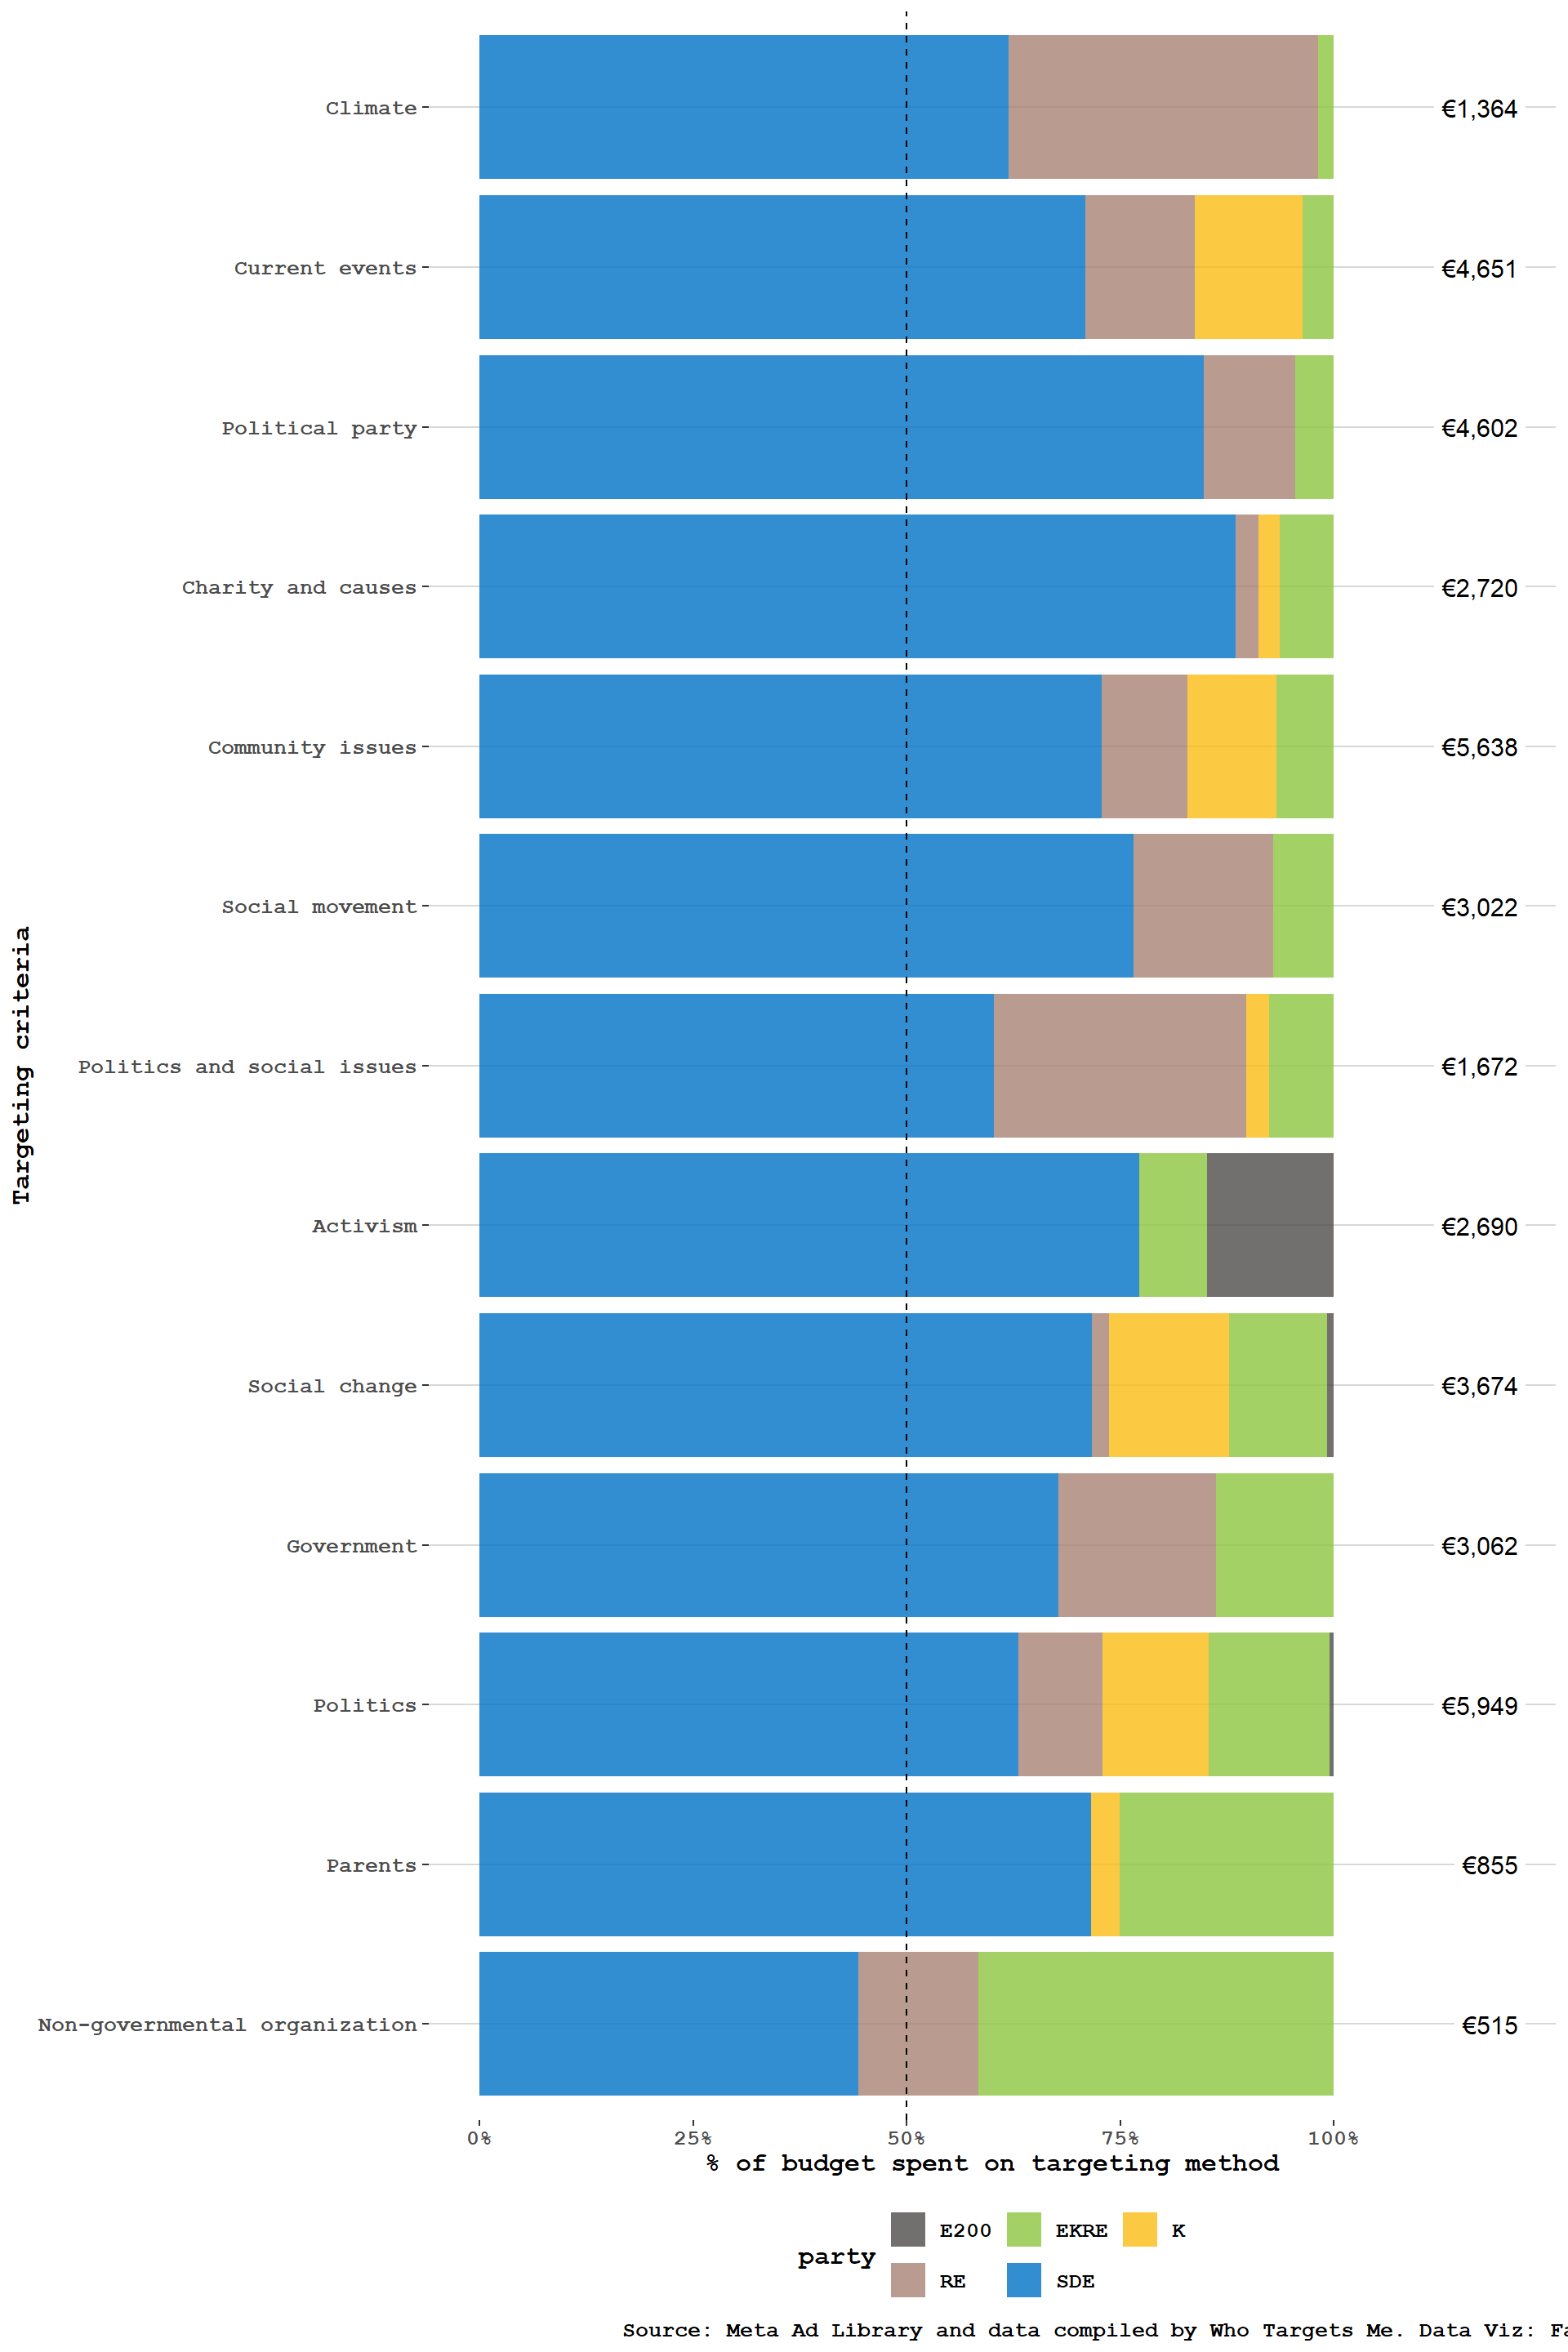 Climate €1,364
Current events €4,651
Political party €4,602
Charity and causes €2,720
Community issues €5,638
Social movement €3,022
Targeting criteria
Politics and social issues €1,672
Activism €2,690
Social change €3,674
Government €3,062
Politics €5,949
Parents €855
Non-governmental organization €515
0% 25% 50% 75% 100%
% of budget spent on targeting method
party
E200 EKRE K
RE SDE
Source: Meta Ad Library and data compiled by Who Targets Me. Data Viz: